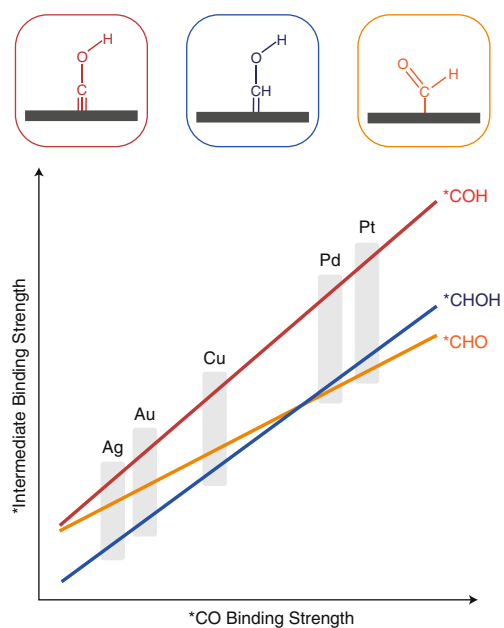 H
O
C
H
O
CH
O
H
C
*COH
Pt
Pd
*CHOH
*CHO
Cu
Au
Ag
*Intermediate Binding Strength
*CO Binding Strength